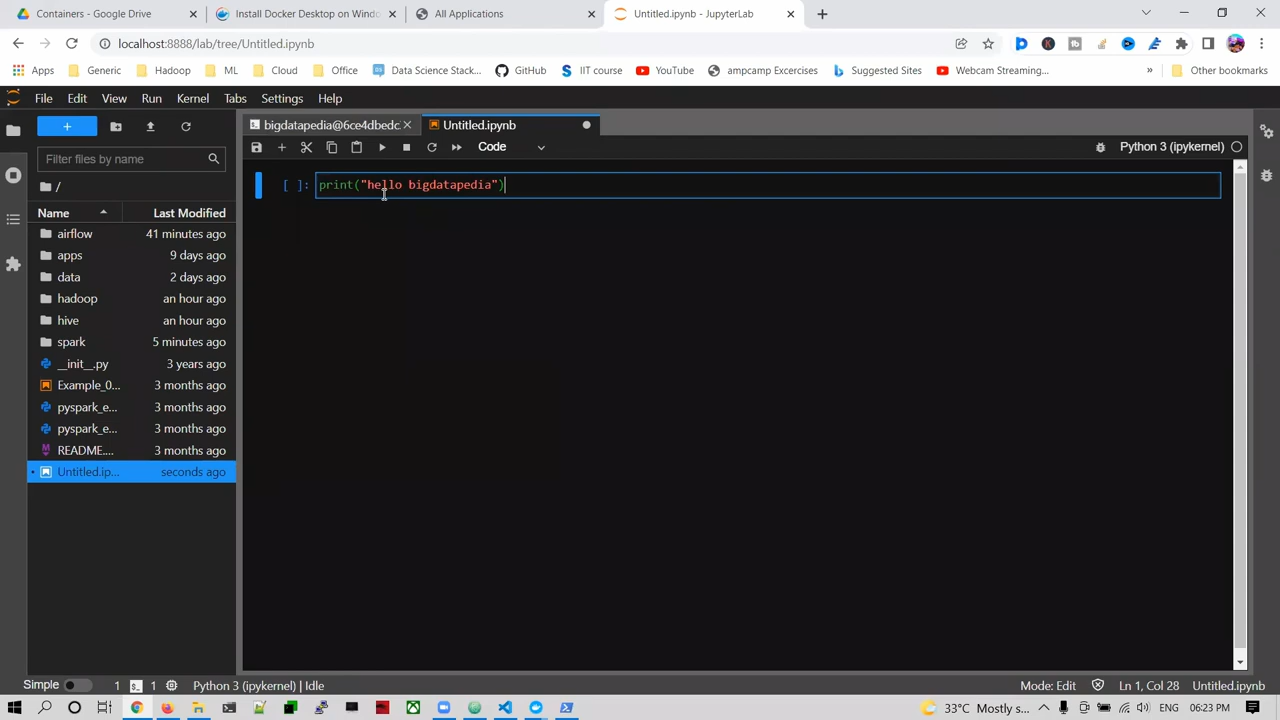 Containers - Google Drive
Install Docker Desktop on Windo
All Applications
Untitled.ipynb - JupyterLab
localhost:8888/lab/tree/Untitled.ipynb
Apps
Generic
Hadoop
ML
Cloud
Office
Data Science Stack...
GitHub
IIT course
YouTube
ampcamp Excercises
Suggested Sites
Webcam Streaming...
»
Other bookmarks
File Edit View Run Kernel Tabs Settings Help
bigdatapedia@6ce4dbedc
Untitled.ipynb
Filter files by name
Code
Python 3 (ipykernel)
/
[ ]: print("hello bigdatapedia")
Name Last Modified
airflow 41 minutes ago
apps 9 days ago
data 2 days ago
hadoop an hour ago
hive an hour ago
spark 5 minutes ago
__init__.py 3 years ago
Example_0... 3 months ago
pyspark_e... 3 months ago
pyspark_e... 3 months ago
README.... 3 months ago
Untitled.ip... seconds ago
Simple 1 1 Python 3 (ipykernel) | Idle Mode: Edit Ln 1, Col 28 Untitled.ipynb
33°C Mostly s... ENG 06:23 PM